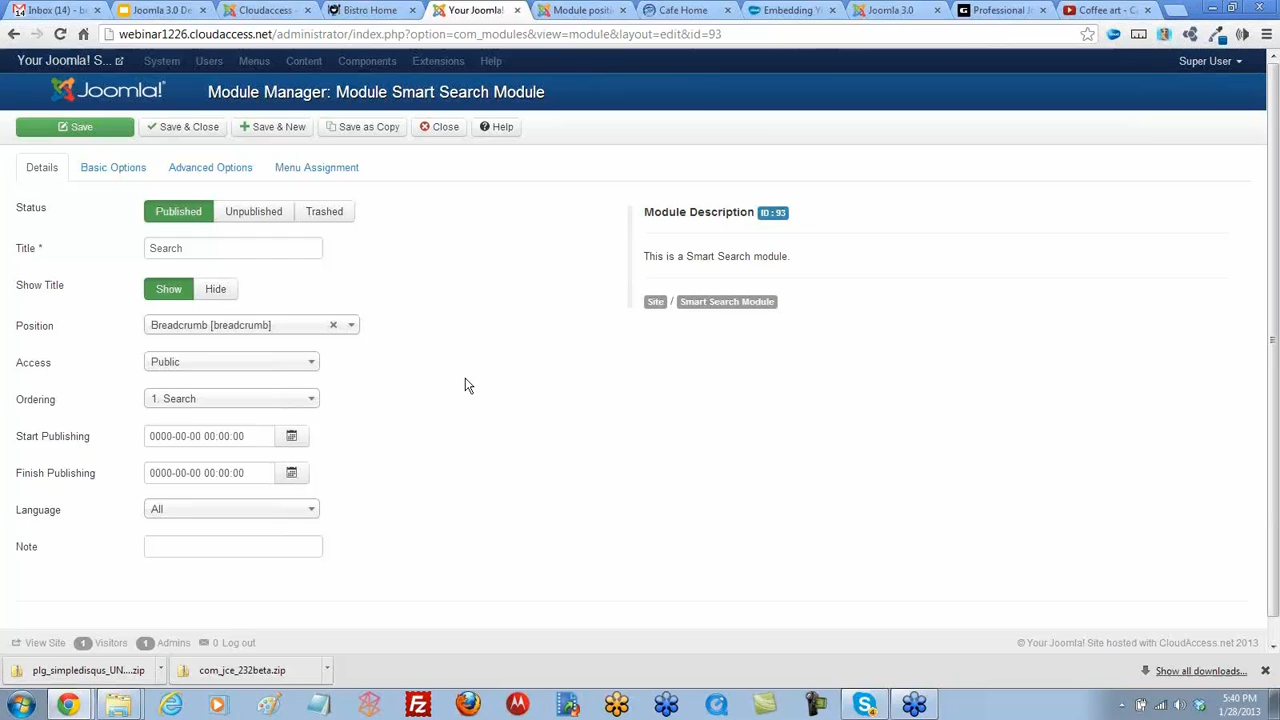 Inbox (14) - be
Joomla 3.0 De
Cloudaccess -
Bistro Home
Your Joomla!
Module positi
Cafe Home
Embedding Yo
Joomla 3.0
Professional Jo
Coffee art - C
webinar1226.cloudaccess.net/administrator/index.php?option=com_modules&view=module&layout=edit&id=93
Your Joomla! S... System Users Menus Content Components Extensions Help Super User
Joomla! Module Manager: Module Smart Search Module
Save Save & Close Save & New Save as Copy Close Help
Details Basic Options Advanced Options Menu Assignment
Status Published Unpublished Trashed
Module Description ID : 93
Title * Search
This is a Smart Search module.
Show Title Show Hide
Site / Smart Search Module
Position Breadcrumb [breadcrumb]
Access Public
Ordering 1. Search
Start Publishing 0000-00-00 00:00:00
Finish Publishing 0000-00-00 00:00:00
Language All
Note
View Site 1 Visitors 1 Admins 0 Log out © Your Joomla! Site hosted with CloudAccess.net 2013
plg_simpledisqus_UN....zip com_jce_232beta.zip Show all downloads...
5:40 PM
1/28/2013